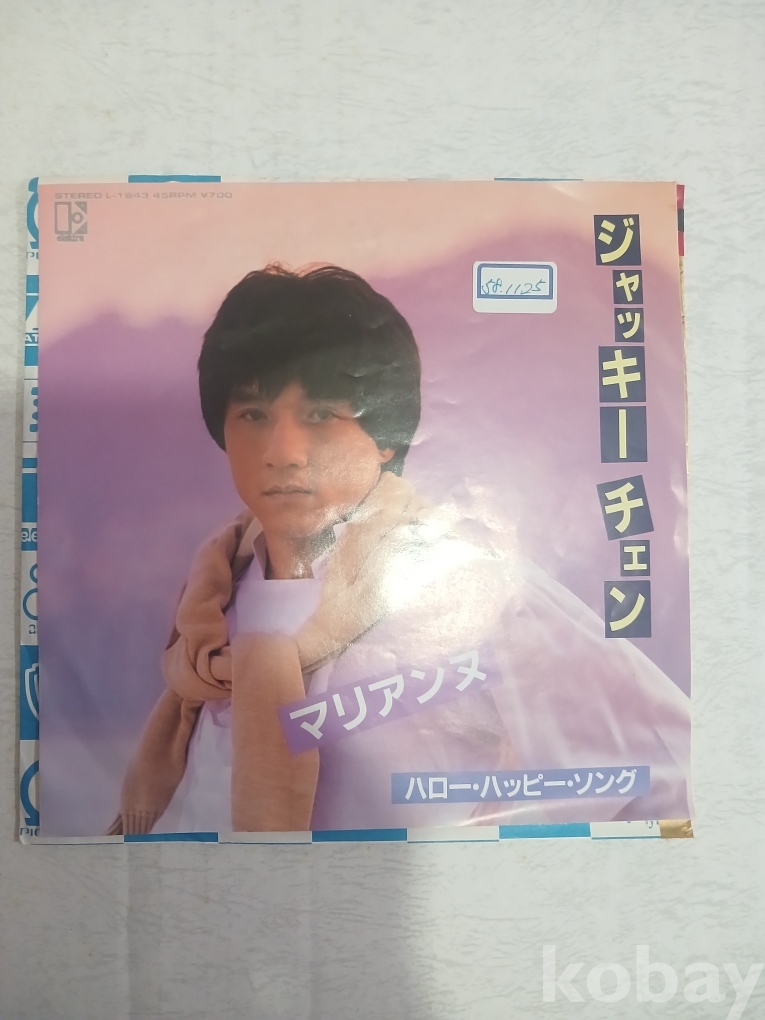 STEREO L-1643 45RPM ¥700
elektra
58.11.25
ジャッキー チェン
マリアンヌ
ハロー・ハッピー・ソング
kobay